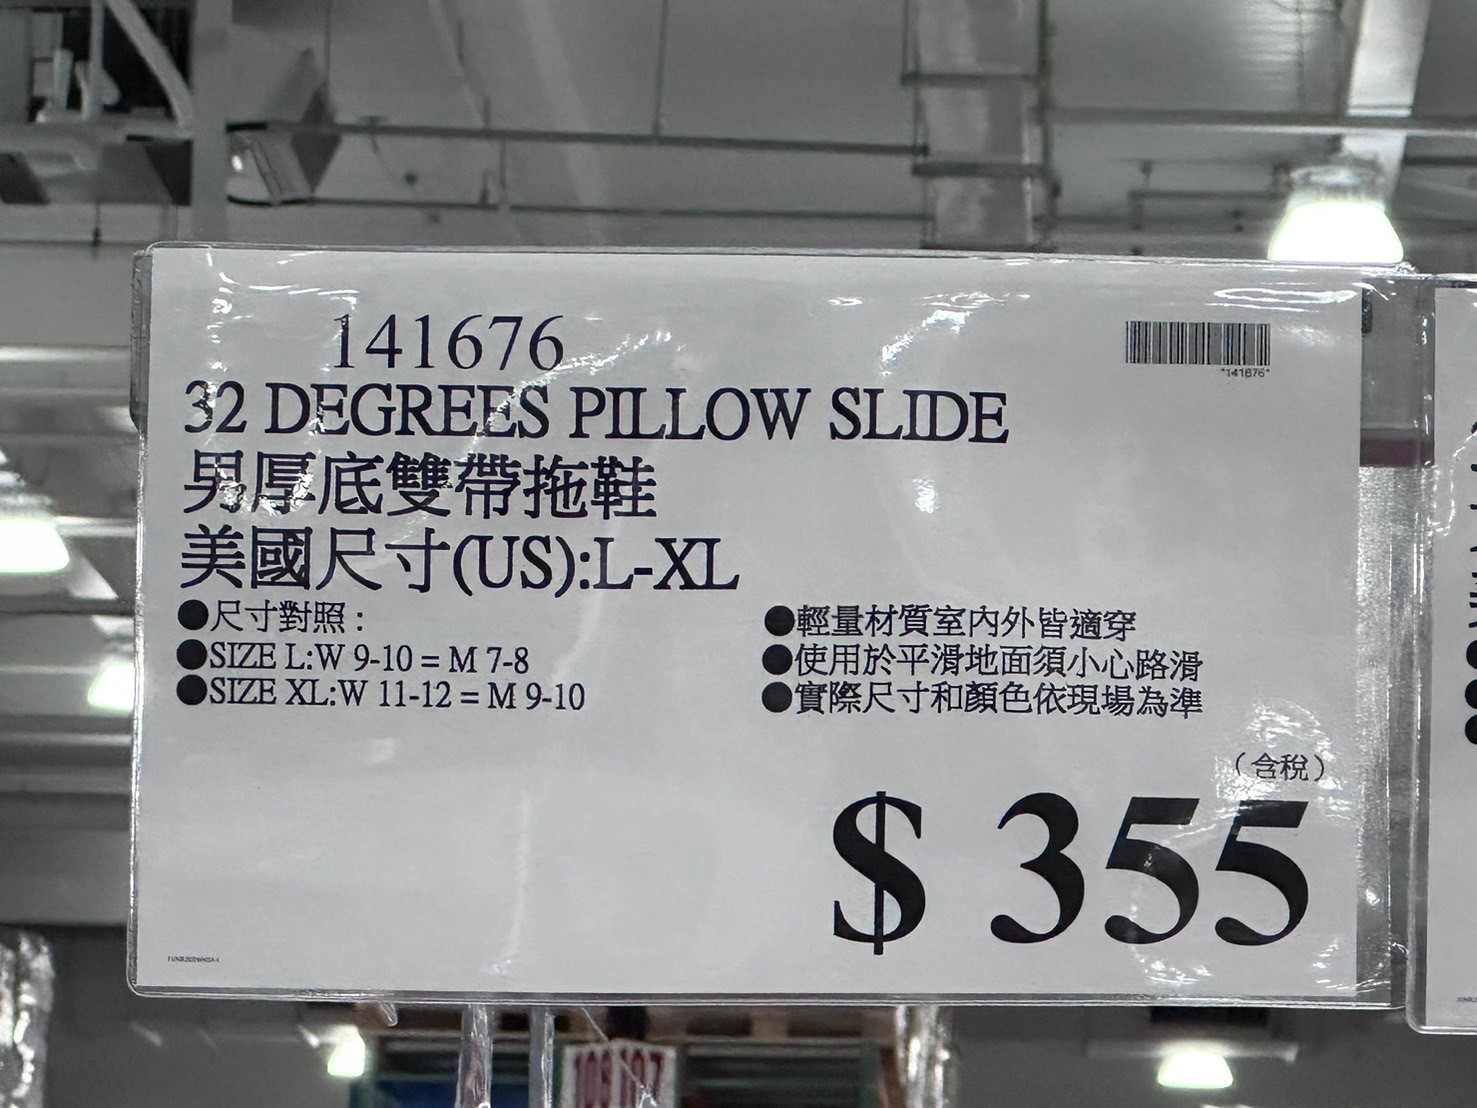 141676
*141676*
32 DEGREES PILLOW SLIDE
男厚底雙帶拖鞋
美國尺寸(US):L-XL
●尺寸對照：
●SIZE L:W 9-10 = M 7-8
●SIZE XL:W 11-12 = M 9-10
●輕量材質室內外皆適穿
●使用於平滑地面須小心路滑
●實際尺寸和顏色依現場為準
（含稅）
$ 355